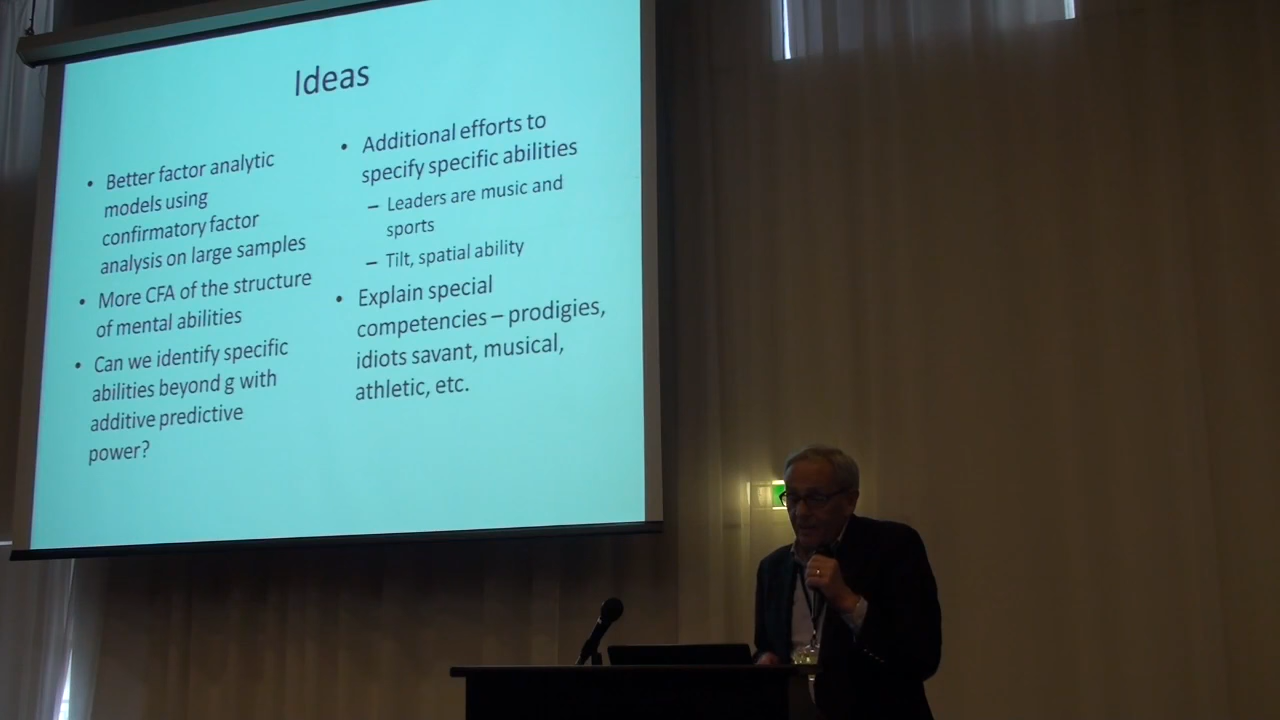 Ideas
• Better factor analytic
models using
confirmatory factor
analysis on large samples
• More CFA of the structure
of mental abilities
• Can we identify specific
abilities beyond g with
additive predictive
power?
• Additional efforts to
specify specific abilities
– Leaders are music and
sports
– Tilt, spatial ability
• Explain special
competencies – prodigies,
idiots savant, musical,
athletic, etc.